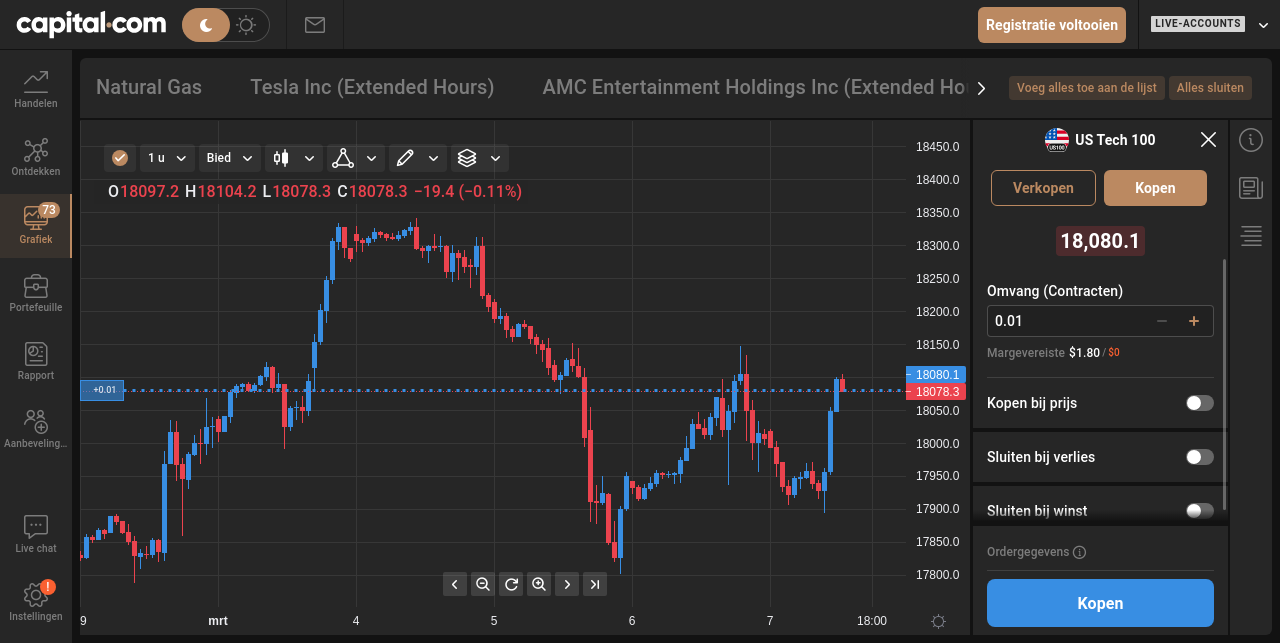 capital.com
Registratie voltooien
LIVE-ACCOUNTS
Handelen
Ontdekken
73
Grafiek
Portefeuille
Rapport
Anbeveling...
Live chat
!
Instellingen
Natural Gas
Tesla Inc (Extended Hours)
AMC Entertainment Holdings Inc (Extended Ho
Voeg alles toe aan de lijst
Alles sluiten
1 u
Bied
O18097.2 H18104.2 L18078.3 C18078.3 −19.4 (−0.11%)
+0.01
18450.0
18400.0
18350.0
18300.0
18250.0
18200.0
18150.0
18080.1
18078.3
18050.0
18000.0
17950.0
17900.0
17850.0
17800.0
9 mrt 4 5 6 7 18:00
US100
US Tech 100
Verkopen
Kopen
18,080.1
Omvang (Contracten)
0.01
Margevereiste $1.80 / $0
Kopen bij prijs
Sluiten bij verlies
Sluiten bij winst
Ordergegevens
Kopen